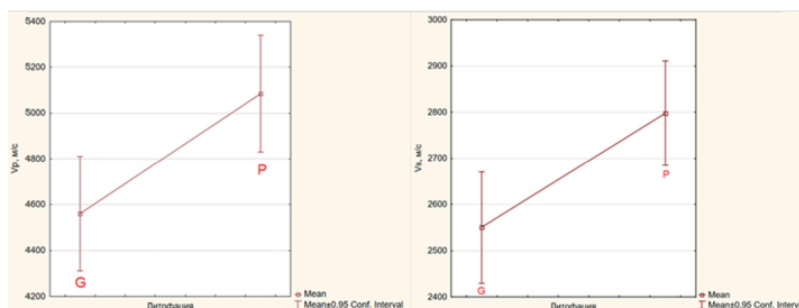 5400
5200
5000
4800
4600
4400
4200
Vp, м/с
G
P
Литофация
Mean
Mean±0,95 Conf. Interval
3000
2900
2800
2700
2600
2500
2400
Vs, м/с
G
P
Литофация
Mean
Mean±0,95 Conf. Interval